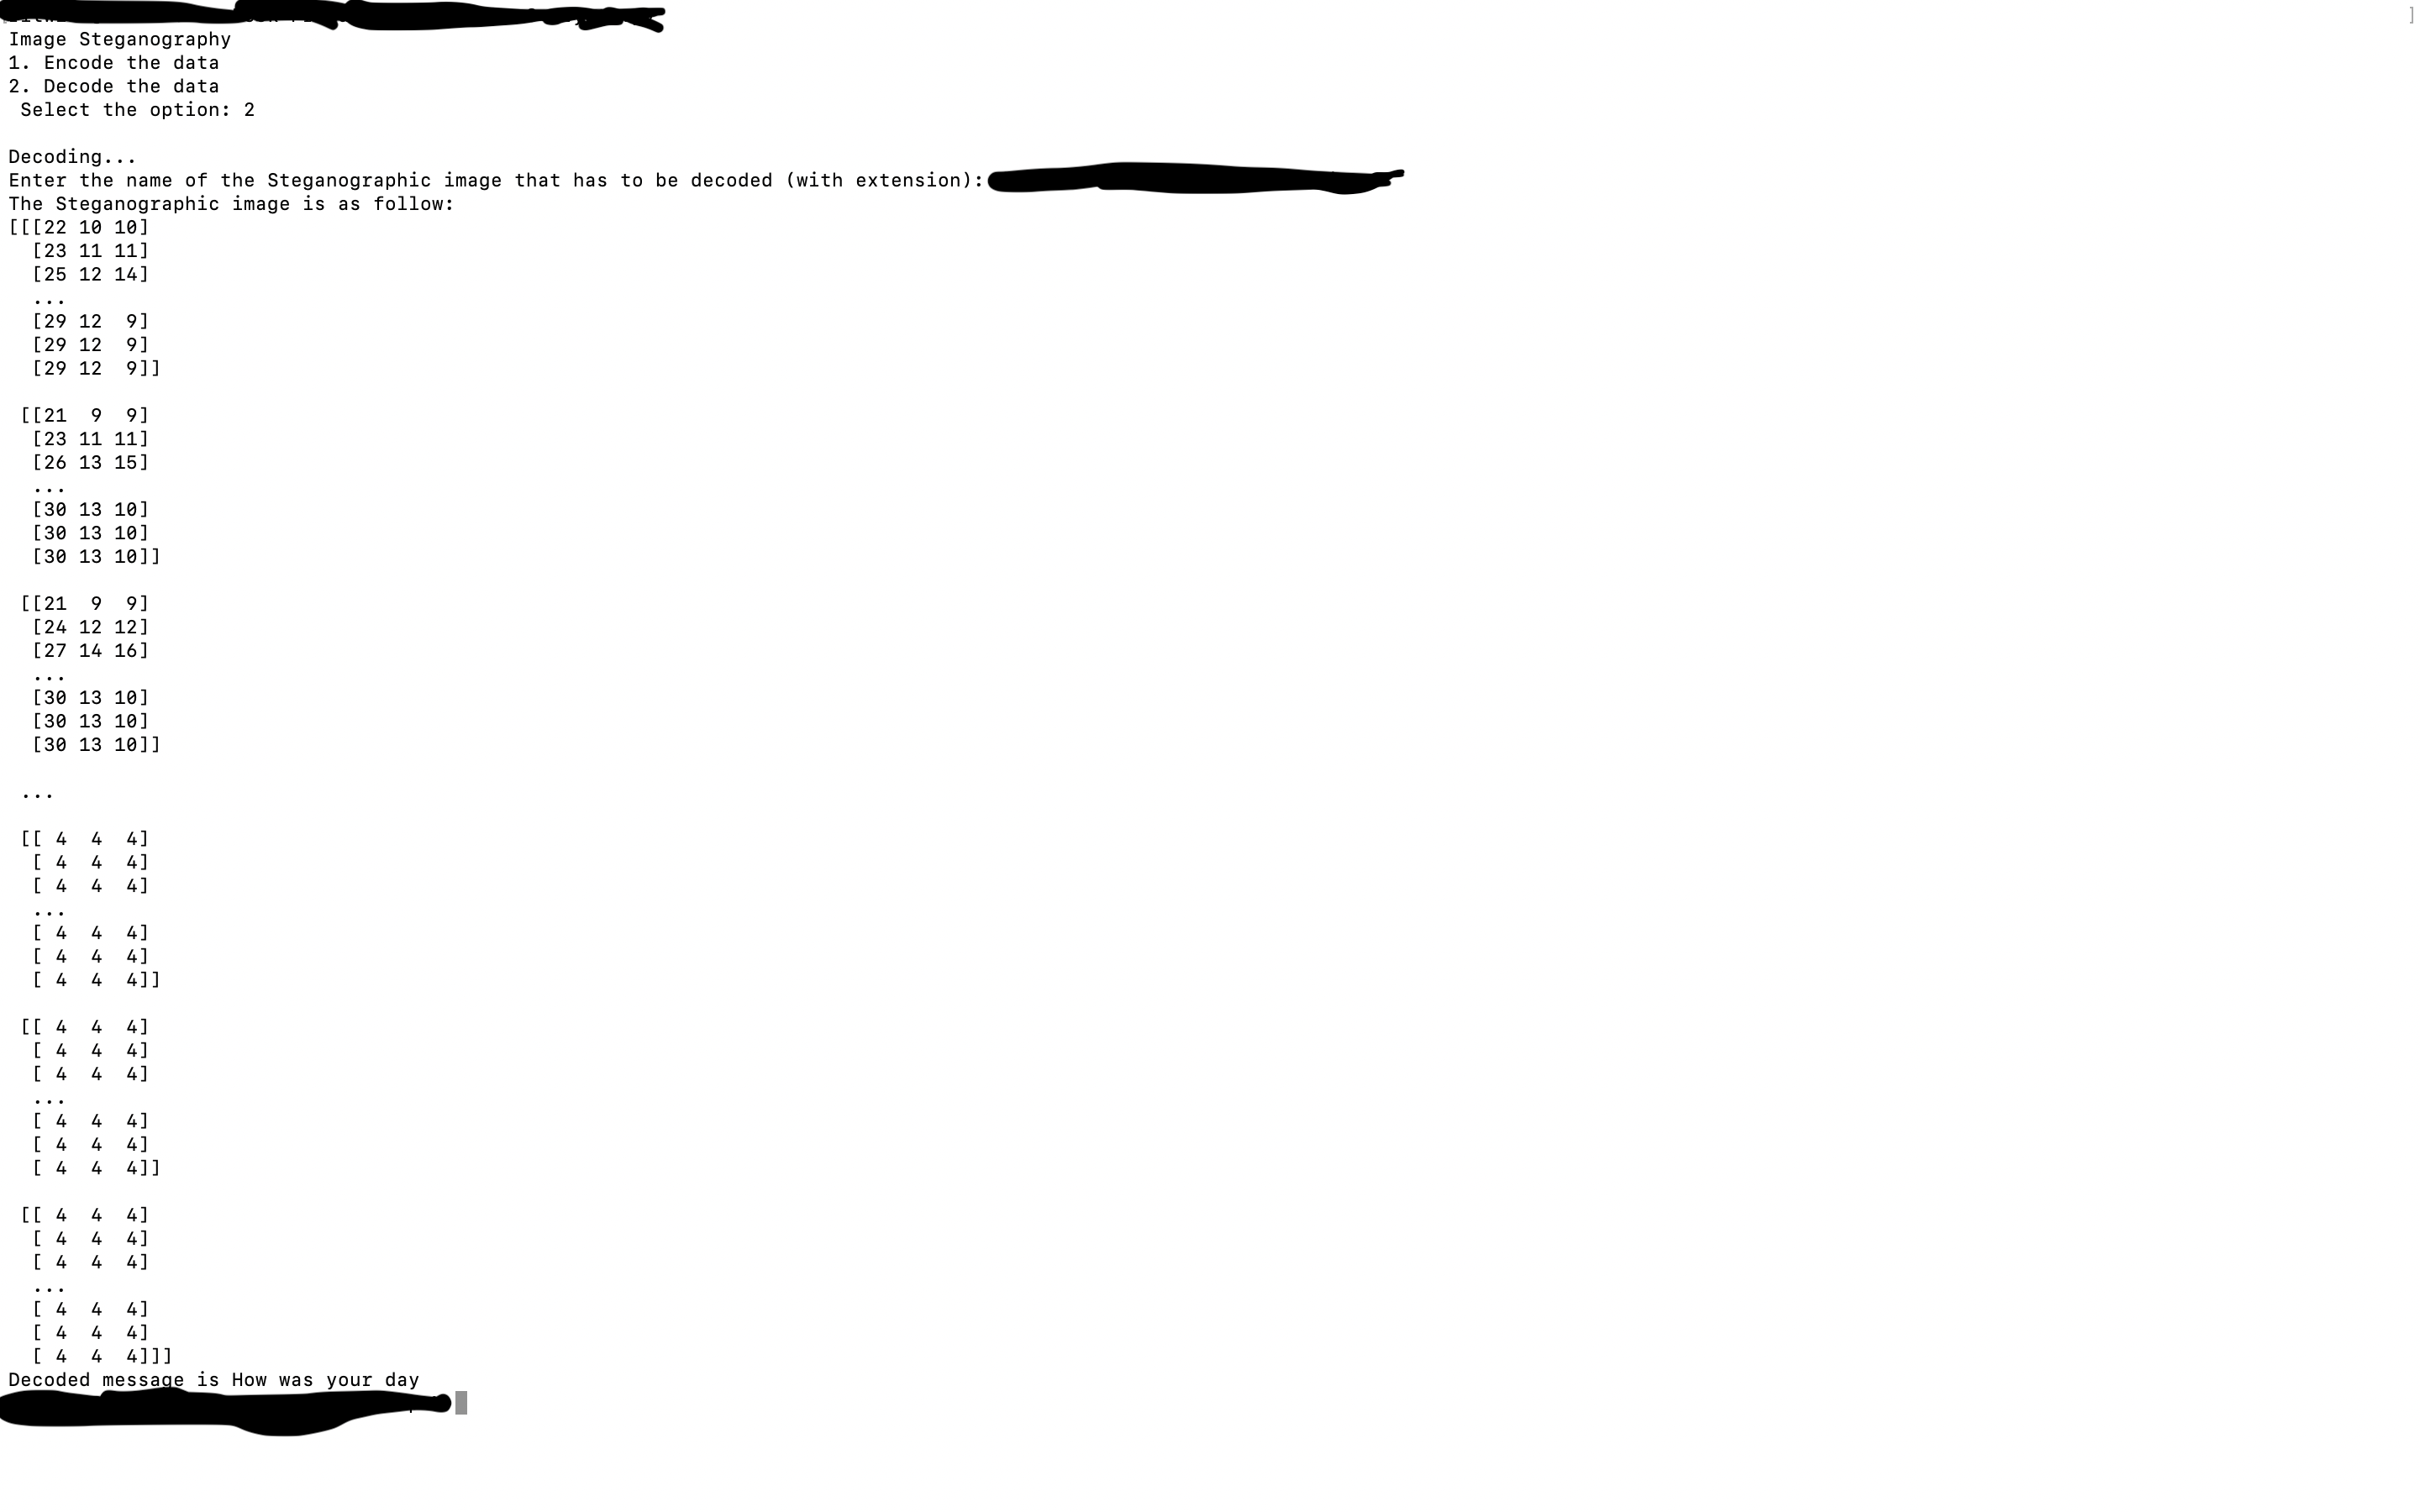 Image Steganography
1. Encode the data
2. Decode the data
Select the option: 2
Decoding...
Enter the name of the Steganographic image that has to be decoded (with extension):
The Steganographic image is as follow:
[[[22 10 10]
[23 11 11]
[25 12 14]
...
[29 12  9]
[29 12  9]
[29 12  9]]
[[21  9  9]
[23 11 11]
[26 13 15]
...
[30 13 10]
[30 13 10]
[30 13 10]]
[[21  9  9]
[24 12 12]
[27 14 16]
...
[30 13 10]
[30 13 10]
[30 13 10]]
...
[[ 4  4  4]
[ 4  4  4]
[ 4  4  4]
...
[ 4  4  4]
[ 4  4  4]
[ 4  4  4]]
[[ 4  4  4]
[ 4  4  4]
[ 4  4  4]
...
[ 4  4  4]
[ 4  4  4]
[ 4  4  4]]
[[ 4  4  4]
[ 4  4  4]
[ 4  4  4]
...
[ 4  4  4]
[ 4  4  4]
[ 4  4  4]]]
Decoded message is How was your day